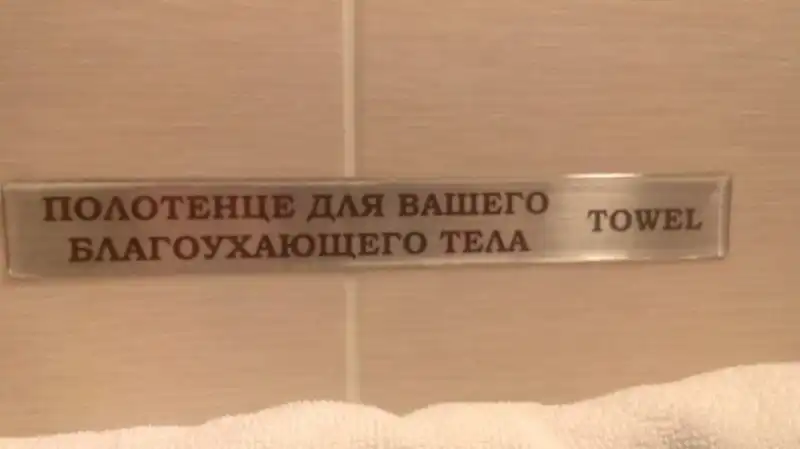 ПОЛОТЕНЦЕ ДЛЯ ВАШЕГО
БЛАГОУХАЮЩЕГО ТЕЛА
TOWEL